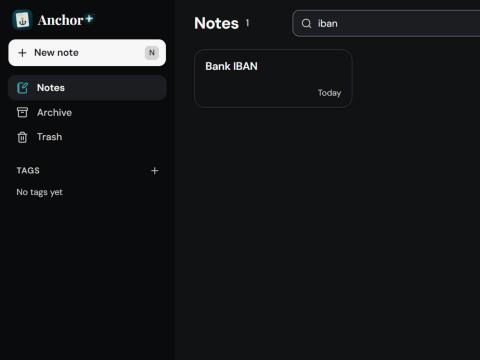 Anchor
New note N
Notes
Archive
Trash
TAGS
No tags yet
Notes 1
iban
Bank IBAN
Today